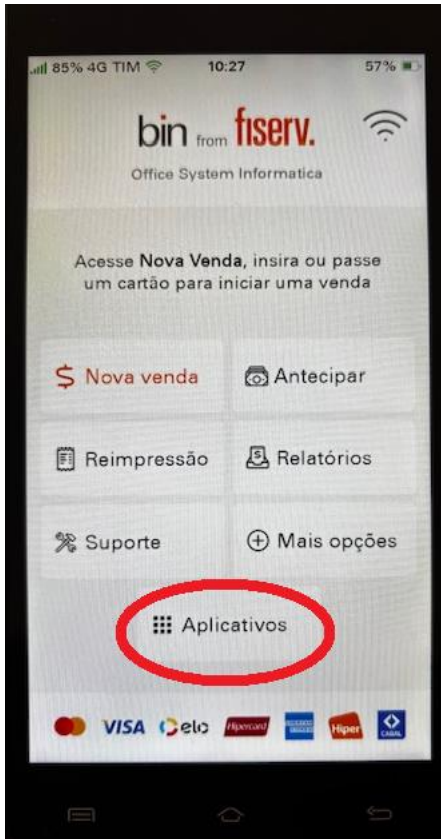 85% 4G TIM 10:27 57%
bin from fiserv.
Office System Informatica
Acesse Nova Venda, insira ou passe
um cartão para iniciar uma venda
$ Nova venda
Antecipar
Reimpressão
Relatórios
Suporte
Mais opções
Aplicativos
VISA elo Hipercard Hiper CABAL